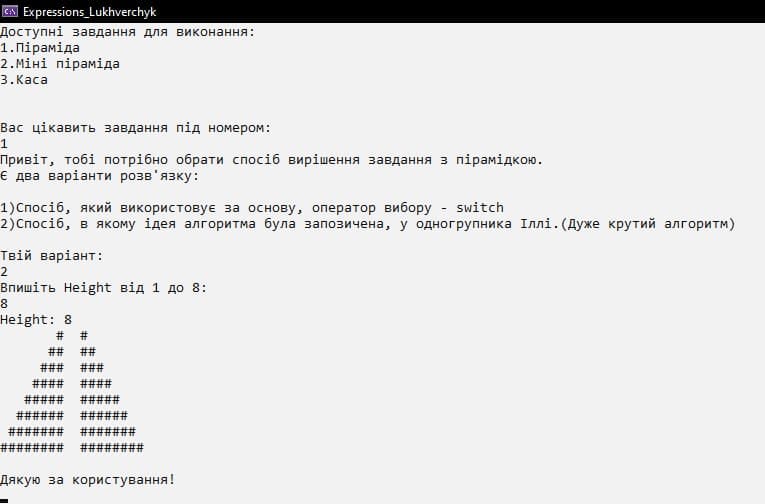 Expressions_Lukhverchyk
Доступні завдання для виконання:
1.Піраміда
2.Міні піраміда
3.Каса
Вас цікавить завдання під номером:
1
Привіт, тобі потрібно обрати спосіб вирішення завдання з пірамідкою.
Є два варіанти розв'язку:
1)Спосіб, який використовує за основу, оператор вибору - switch
2)Спосіб, в якому ідея алгоритма була запозичена, у одногрупника Іллі.(Дуже крутий алгоритм)
Твій варіант:
2
Впишіть Height від 1 до 8:
8
Height: 8
       #  #
      ##  ##
     ###  ###
    ####  ####
   #####  #####
  ######  ######
 #######  #######
########  ########
Дякую за користування!